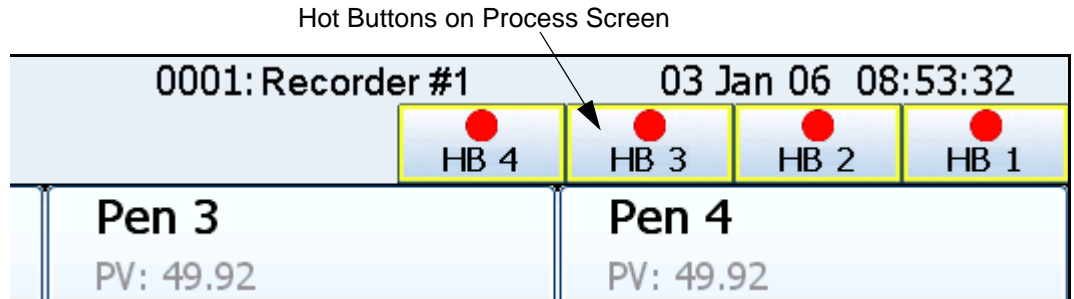 Hot Buttons on Process Screen
0001: Recorder #1 03 Jan 06 08:53:32
HB 4 HB 3 HB 2 HB 1
Pen 3 Pen 4
PV: 49.92 PV: 49.92